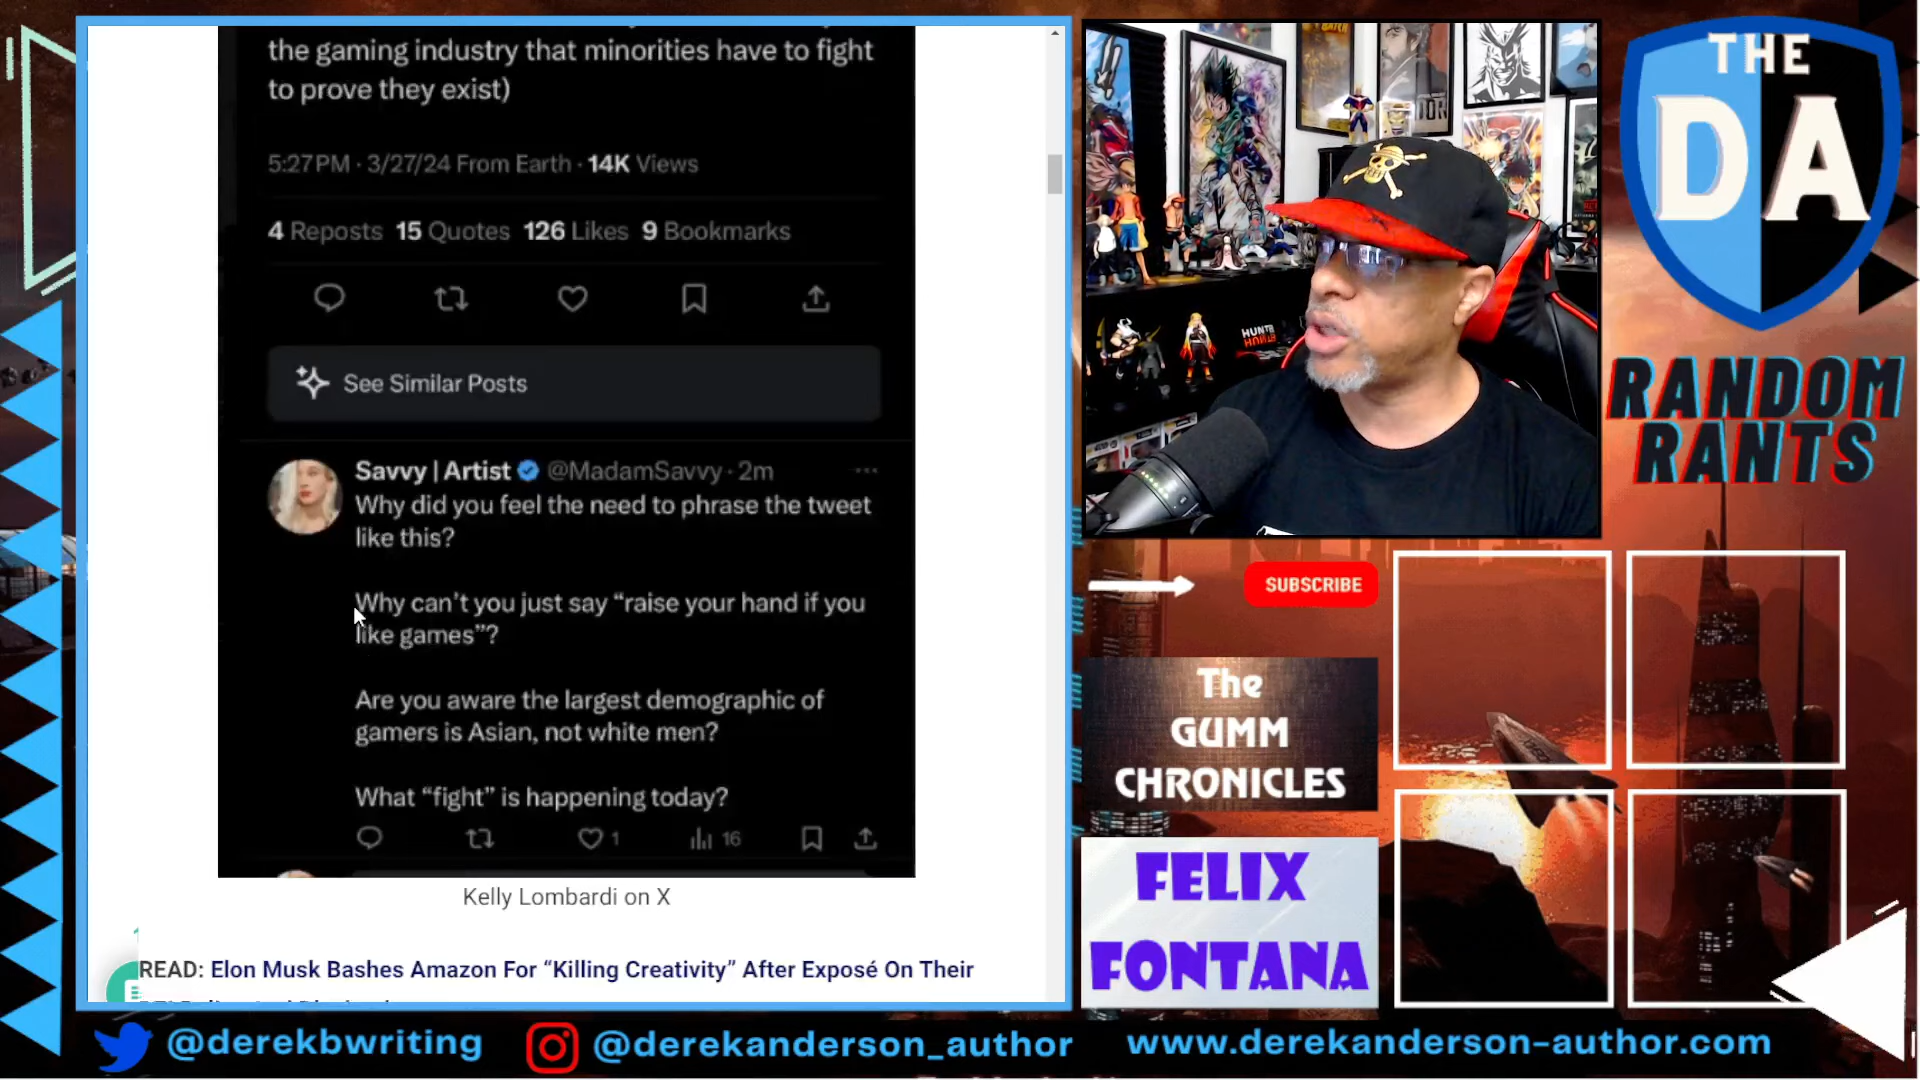 the gaming industry that minorities have to fight
to prove they exist)
5:27 PM · 3/27/24 From Earth · 14K Views
4 Reposts 15 Quotes 126 Likes 9 Bookmarks
See Similar Posts
Savvy | Artist @MadamSavvy · 2m
Why did you feel the need to phrase the tweet
like this?
Why can't you just say “raise your hand if you
like games”?
Are you aware the largest demographic of
gamers is Asian, not white men?
What “fight” is happening today?
1
16
Kelly Lombardi on X
READ: Elon Musk Bashes Amazon For “Killing Creativity” After Exposé On Their
THE
DA
RANDOM
RANTS
SUBSCRIBE
The
GUMM
CHRONICLES
FELIX
FONTANA
@derekbwriting
@derekanderson_author
www.derekanderson-author.com